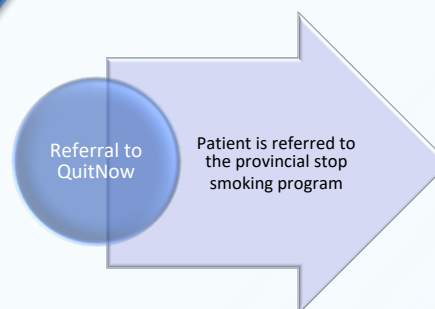 Referral to
QuitNow
Patient is referred to
the provincial stop
smoking program